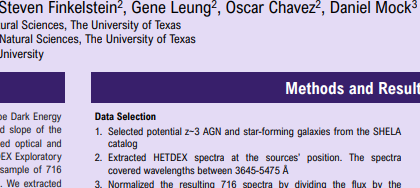 Steven Finkelstein², Gene Leung², Oscar Chavez², Daniel Mock³
ural Sciences, The University of Texas
Natural Sciences, The University of Texas
University
Methods and Result
be Dark Energy
d slope of the
ed optical and
DEX Exploratory
sample of 716
. We extracted
Data Selection
1. Selected potential z~3 AGN and star-forming galaxies from the SHELA
catalog
2. Extracted HETDEX spectra at the sources' position. The spectra
covered wavelengths between 3645-5475 Å
3. Normalized the resulting 716 spectra by dividing the flux by the